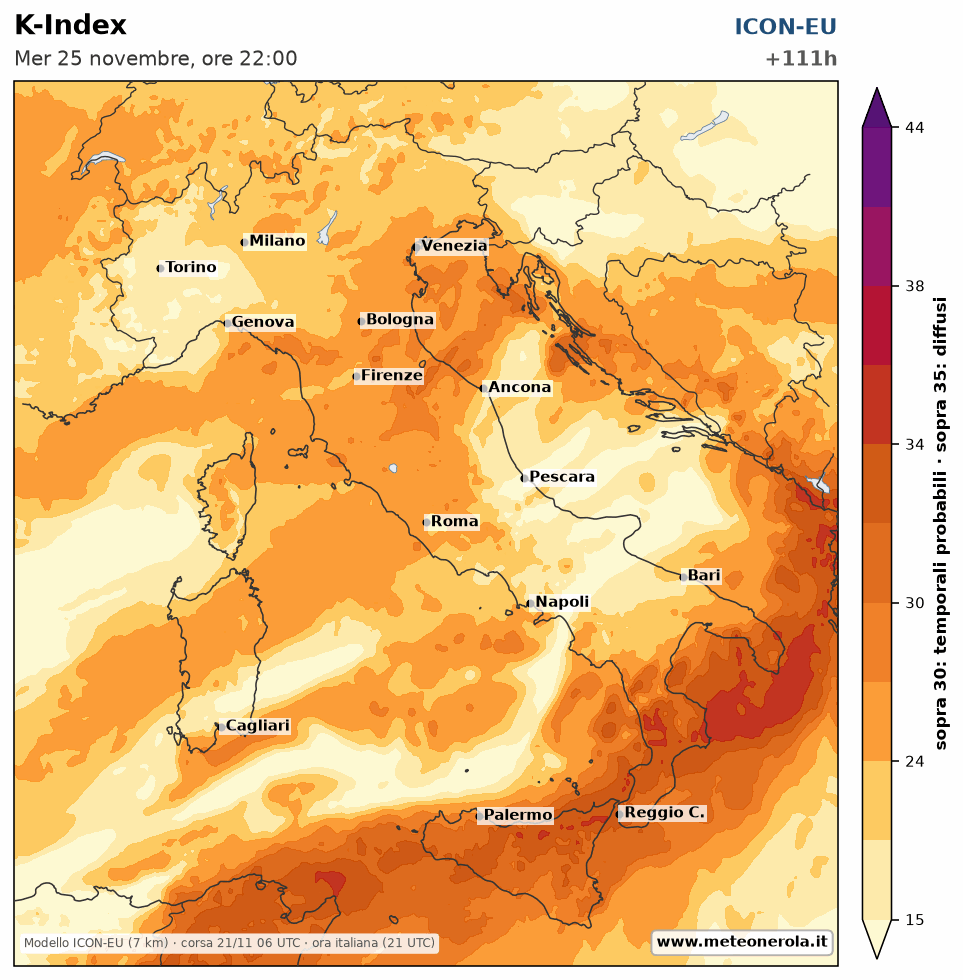 K-Index
ICON-EU
Mer 25 novembre, ore 22:00
+111h
Milano
Venezia
Torino
Genova
Bologna
Firenze
Ancona
Pescara
Roma
Bari
Napoli
Cagliari
Palermo
Reggio C.
44
38
34
30
24
15
sopra 30: temporali probabili · sopra 35: diffusi
Modello ICON-EU (7 km) · corsa 21/11 06 UTC · ora italiana (21 UTC)
www.meteonerola.it